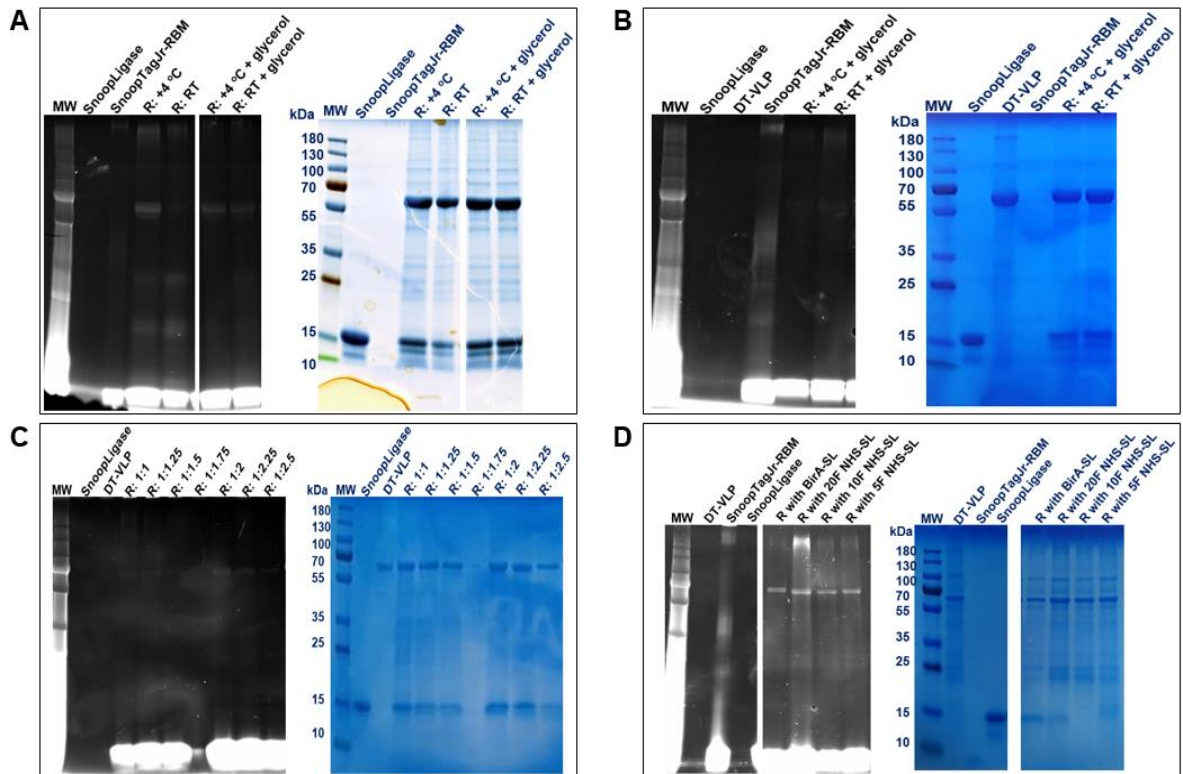 A
MW
SnoopLigase
SnoopTagJr-RBM
R: +4 °C
R: RT
R: +4 °C + glycerol
R: RT + glycerol
kDa
MW
SnoopLigase
SnoopTagJr-RBM
R: +4 °C
R: RT
R: +4 °C + glycerol
R: RT + glycerol
180
130
100
70
55
35
25
15
10
B
MW
SnoopLigase
DT-VLP
SnoopTagJr-RBM
R: +4 °C + glycerol
R: RT + glycerol
kDa
MW
SnoopLigase
DT-VLP
SnoopTagJr-RBM
R: +4 °C + glycerol
R: RT + glycerol
180
130
100
70
55
35
25
15
10
C
MW
SnoopLigase
DT-VLP
R: 1:1
R: 1:1.25
R: 1:1.5
R: 1:1.75
R: 1:2
R: 1:2.25
R: 1:2.5
kDa
MW
SnoopLigase
DT-VLP
R: 1:1
R: 1:1.25
R: 1:1.5
R: 1:1.75
R: 1:2
R: 1:2.25
R: 1:2.5
180
130
100
70
55
35
25
15
10
D
MW
DT-VLP
SnoopTagJr-RBM
SnoopLigase
R with BirA-SL
R with 20F NHS-SL
R with 10F NHS-SL
R with 5F NHS-SL
kDa
MW
DT-VLP
SnoopTagJr-RBM
SnoopLigase
R with BirA-SL
R with 20F NHS-SL
R with 10F NHS-SL
R with 5F NHS-SL
180
130
100
70
55
35
25
15
10